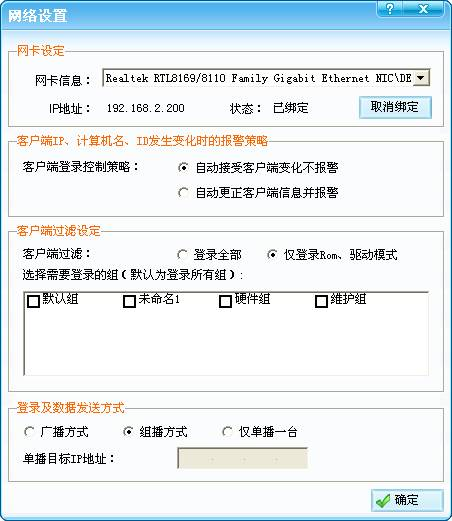 网络设置
网卡设定
网卡信息： Realtek RTL8169/8110 Family Gigabit Ethernet NIC\DE
IP地址： 192.168.2.200 状态： 已绑定 取消绑定
客户端IP、计算机名、ID发生变化时的报警策略
客户端登录控制策略： 自动接受客户端变化不报警
自动更正客户端信息并报警
客户端过滤设定
客户端过滤： 登录全部 仅登录Rom、驱动模式
选择需要登录的组(默认为登录所有组):
默认组 未命名1 硬件组 维护组
登录及数据发送方式
广播方式 组播方式 仅单播一台
单播目标IP地址：
确定